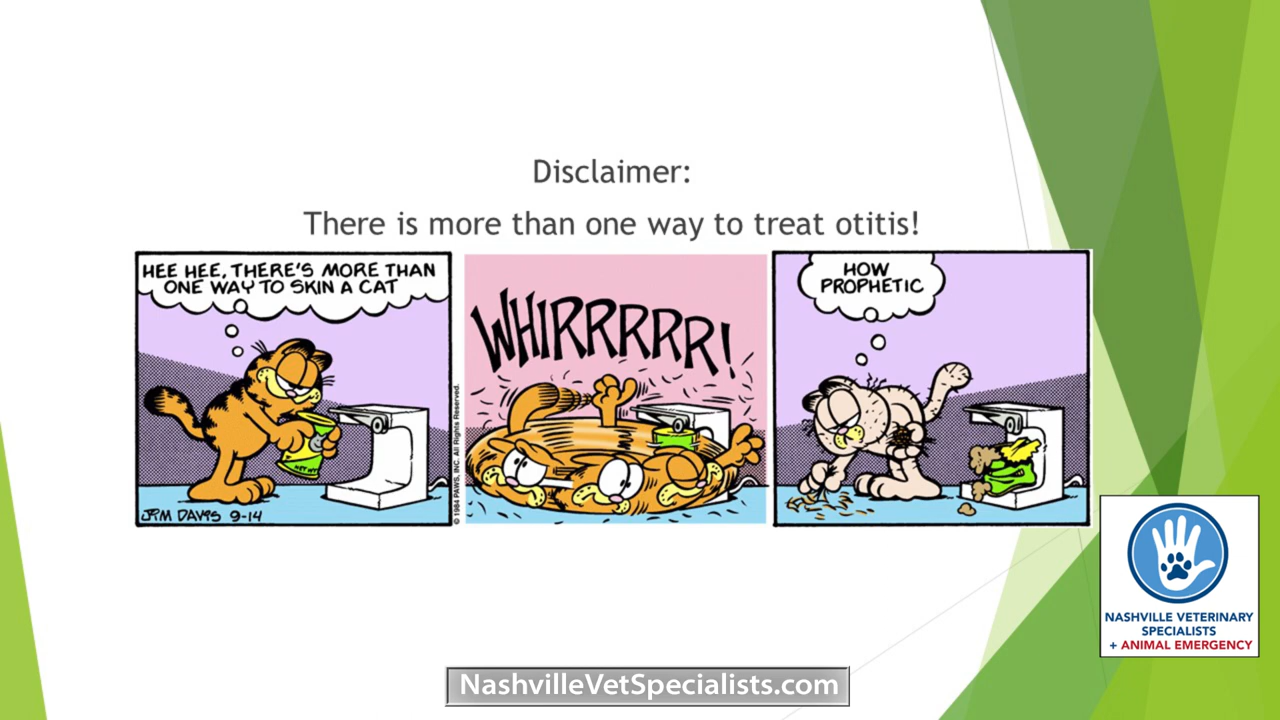 Disclaimer:
There is more than one way to treat otitis!
HEE HEE, THERE'S MORE THAN
ONE WAY TO SKIN A CAT
JIM DAVIS 9-14
© 1984 PAWS, INC. All Rights Reserved.
WHIRRRRR!
HOW
PROPHETIC
NASHVILLE VETERINARY
SPECIALISTS
+ ANIMAL EMERGENCY
NashvilleVetSpecialists.com